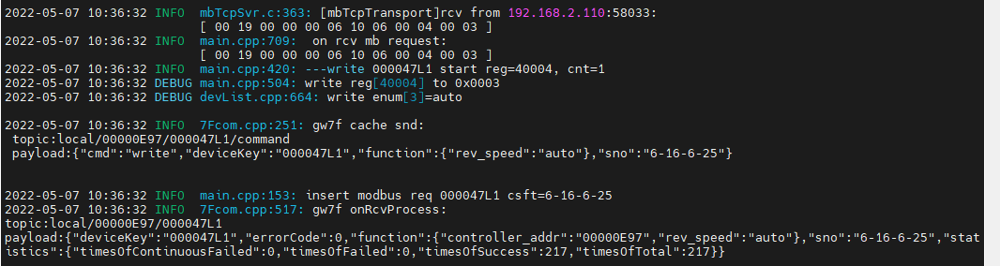 2022-05-07 10:36:32 INFO  mbTcpSvr.c:363: [mbTcpTransport]rcv from 192.168.2.110:58033:
[ 00 19 00 00 00 06 10 06 00 04 00 03 ]
2022-05-07 10:36:32 INFO  main.cpp:709:  on rcv mb request:
[ 00 19 00 00 00 06 10 06 00 04 00 03 ]
2022-05-07 10:36:32 INFO  main.cpp:420: ---write 000047L1 start reg=40004, cnt=1
2022-05-07 10:36:32 DEBUG main.cpp:504: write reg[40004] to 0x0003
2022-05-07 10:36:32 DEBUG devList.cpp:664: write enum[3]=auto
2022-05-07 10:36:32 INFO  7Fcom.cpp:251: gw7f cache snd:
topic:local/00000E97/000047L1/command
payload:{"cmd":"write","deviceKey":"000047L1","function":{"rev_speed":"auto"},"sno":"6-16-6-25"}
2022-05-07 10:36:32 INFO  main.cpp:153: insert modbus req 000047L1 csft=6-16-6-25
2022-05-07 10:36:32 INFO  7Fcom.cpp:517: gw7f onRcvProcess:
topic:local/00000E97/000047L1
payload:{"deviceKey":"000047L1","errorCode":0,"function":{"controller_addr":"00000E97","rev_speed":"auto"},"sno":"6-16-6-25","stat
istics":{"timesOfContinuousFailed":0,"timesOfFailed":0,"timesOfSuccess":217,"timesOfTotal":217}}